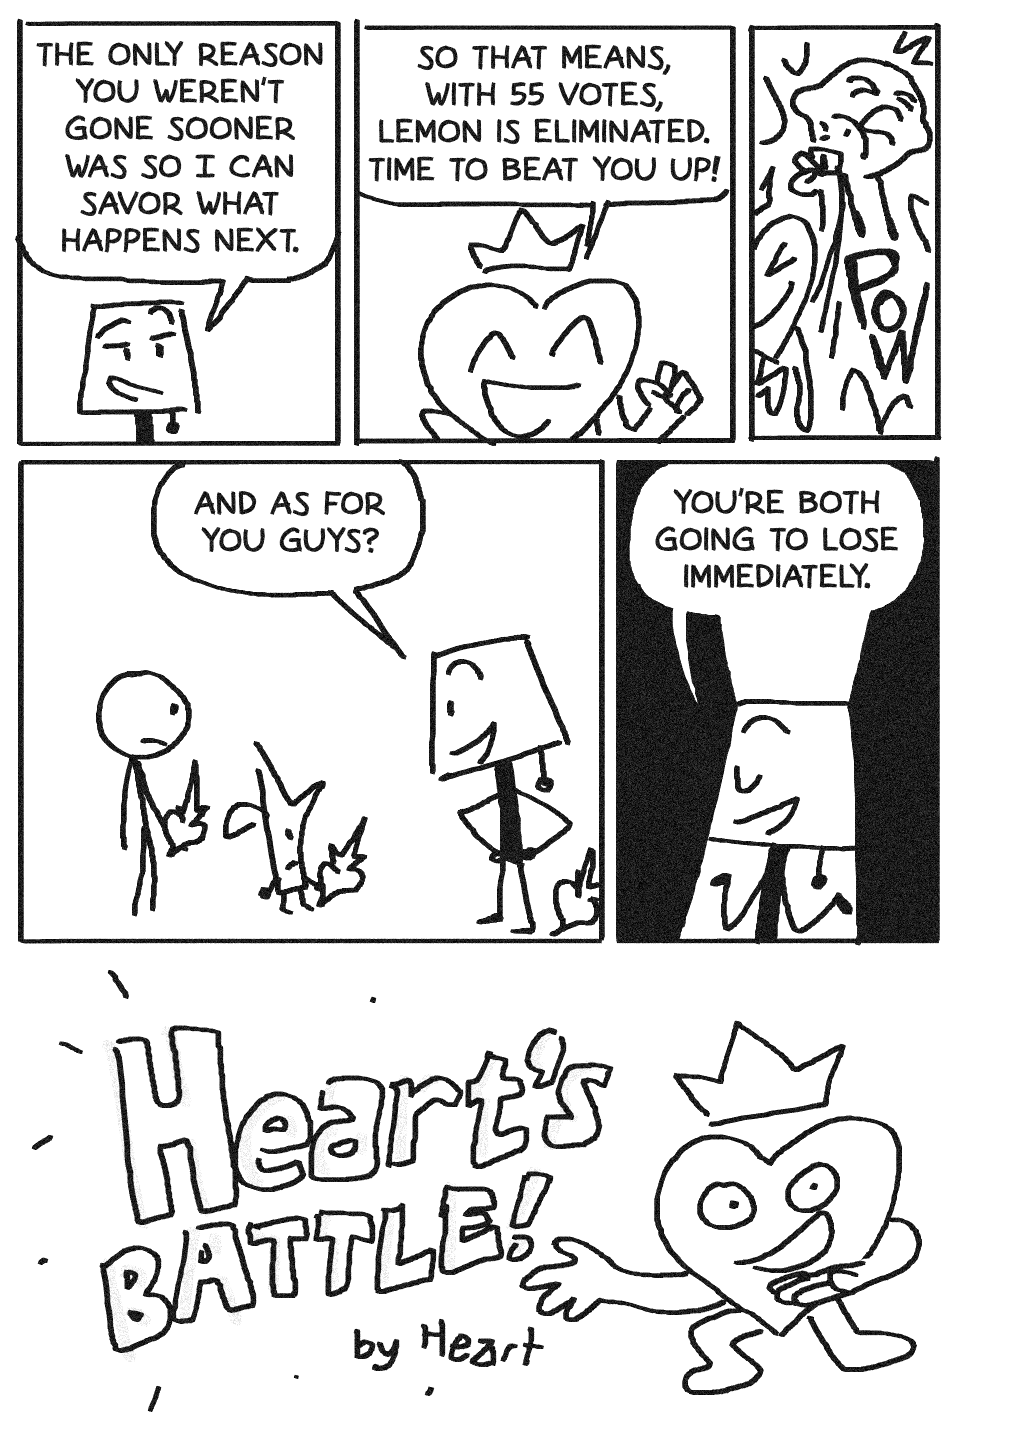 THE ONLY REASON
YOU WEREN'T
GONE SOONER
WAS SO I CAN
SAVOR WHAT
HAPPENS NEXT.
SO THAT MEANS,
WITH 55 VOTES,
LEMON IS ELIMINATED.
TIME TO BEAT YOU UP!
POW
AND AS FOR
YOU GUYS?
YOU'RE BOTH
GOING TO LOSE
IMMEDIATELY.
Heart's
BATTLE!
by Heart